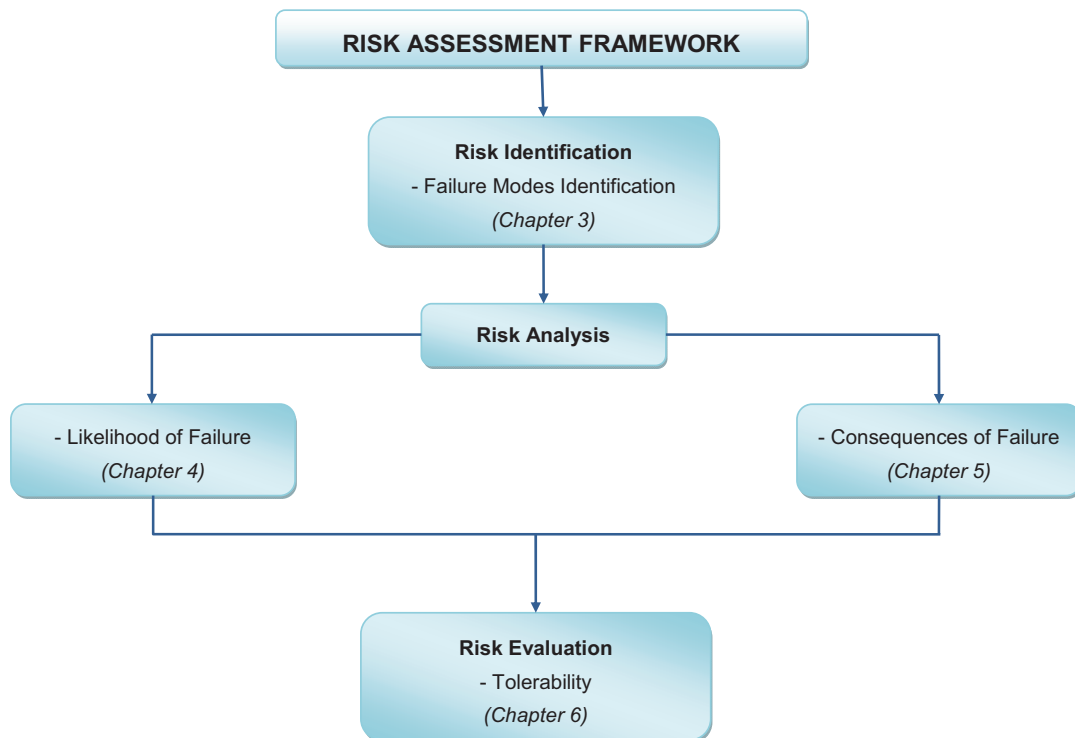 RISK ASSESSMENT FRAMEWORK
Risk Identification
- Failure Modes Identification
(Chapter 3)
Risk Analysis
- Likelihood of Failure
(Chapter 4)
- Consequences of Failure
(Chapter 5)
Risk Evaluation
- Tolerability
(Chapter 6)